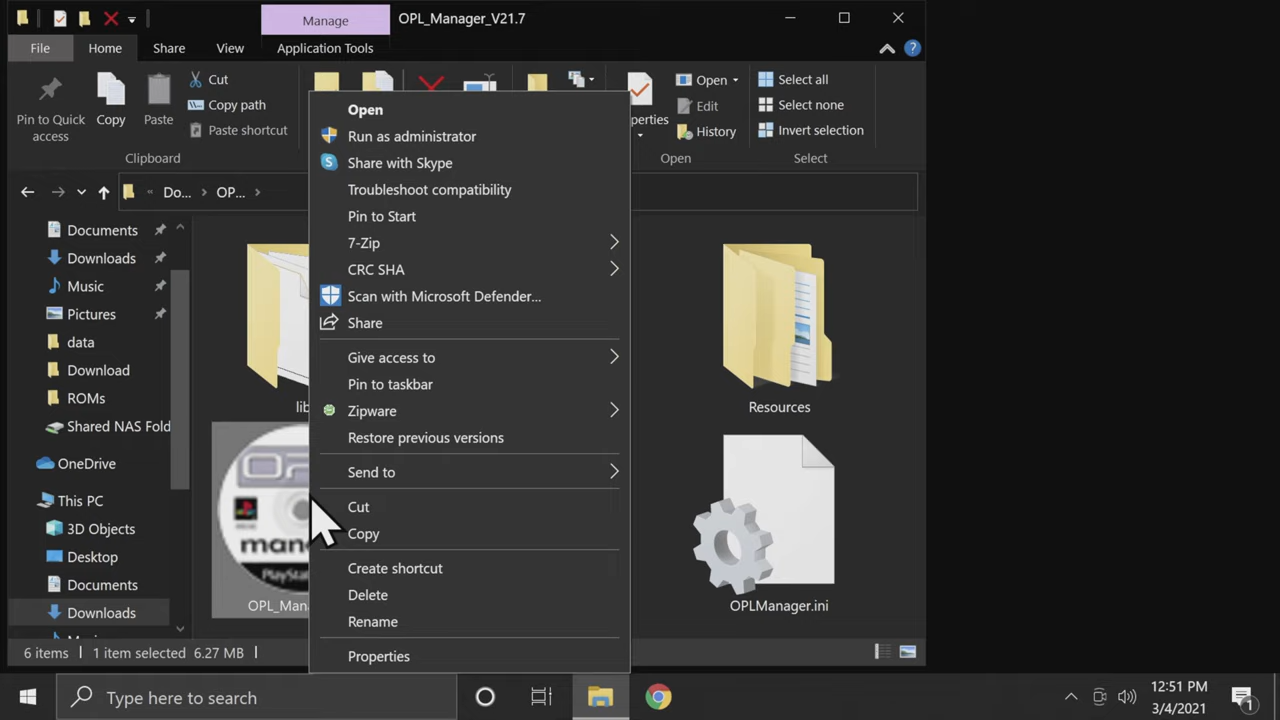 Manage
OPL_Manager_V21.7
File
Home
Share
View
Application Tools
Pin to Quick
access
Copy
Paste
Cut
Copy path
Paste shortcut
Clipboard
Open
Edit
History
Open
Select all
Select none
Invert selection
Select
« Do... > OP... >
Documents
Downloads
Music
Pictures
data
Download
ROMs
Shared NAS Fold
OneDrive
This PC
3D Objects
Desktop
Documents
Downloads
Open
Run as administrator
Share with Skype
Troubleshoot compatibility
Pin to Start
7-Zip
CRC SHA
Scan with Microsoft Defender...
Share
Give access to
Pin to taskbar
Zipware
Restore previous versions
Send to
Cut
Copy
Create shortcut
Delete
Rename
Properties
Resources
OPLManager.ini
6 items
1 item selected 6.27 MB
Type here to search
12:51 PM
3/4/2021
1